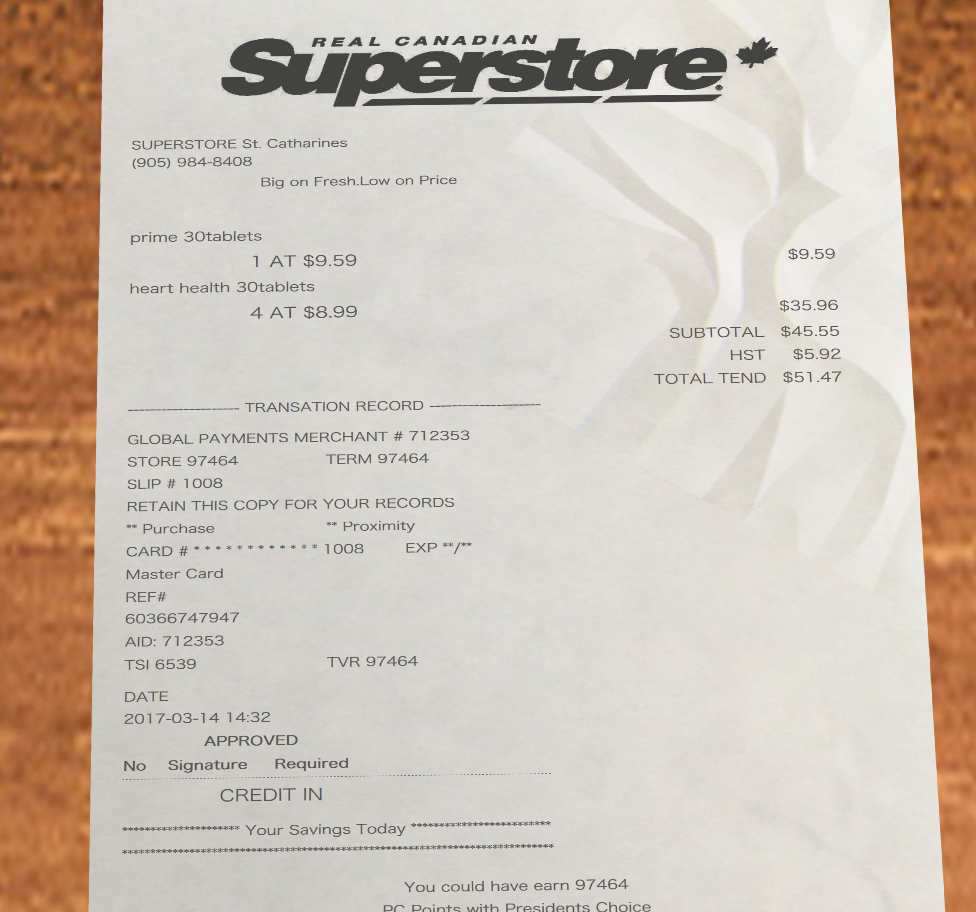 REAL CANADIAN
Superstore
SUPERSTORE St. Catharines
(905) 984-8408
Big on Fresh.Low on Price
prime 30tablets
1 AT $9.59 $9.59
heart health 30tablets
4 AT $8.99 $35.96
SUBTOTAL $45.55
HST $5.92
TOTAL TEND $51.47
-------------------- TRANSATION RECORD --------------------
GLOBAL PAYMENTS MERCHANT # 712353
STORE 97464 TERM 97464
SLIP # 1008
RETAIN THIS COPY FOR YOUR RECORDS
** Purchase ** Proximity
CARD # * * * * * * * * * * * * 1008 EXP **/**
Master Card
REF#
60366747947
AID: 712353
TSI 6539 TVR 97464
DATE
2017-03-14 14:32
APPROVED
No Signature Required
CREDIT IN
********************* Your Savings Today *************************
You could have earn 97464
PC Points with Presidents Choice